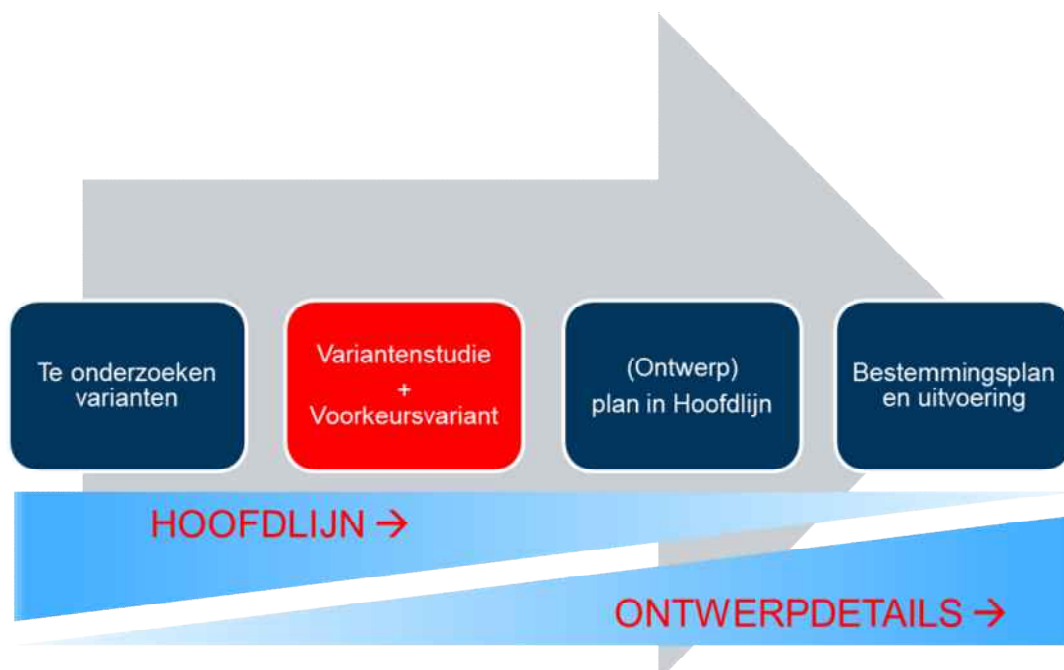 Te onderzoeken
varianten
Variantenstudie
+
Voorkeursvariant
(Ontwerp)
plan in Hoofdlijn
Bestemmingsplan
en uitvoering
HOOFDLIJN →
ONTWERPDETAILS →